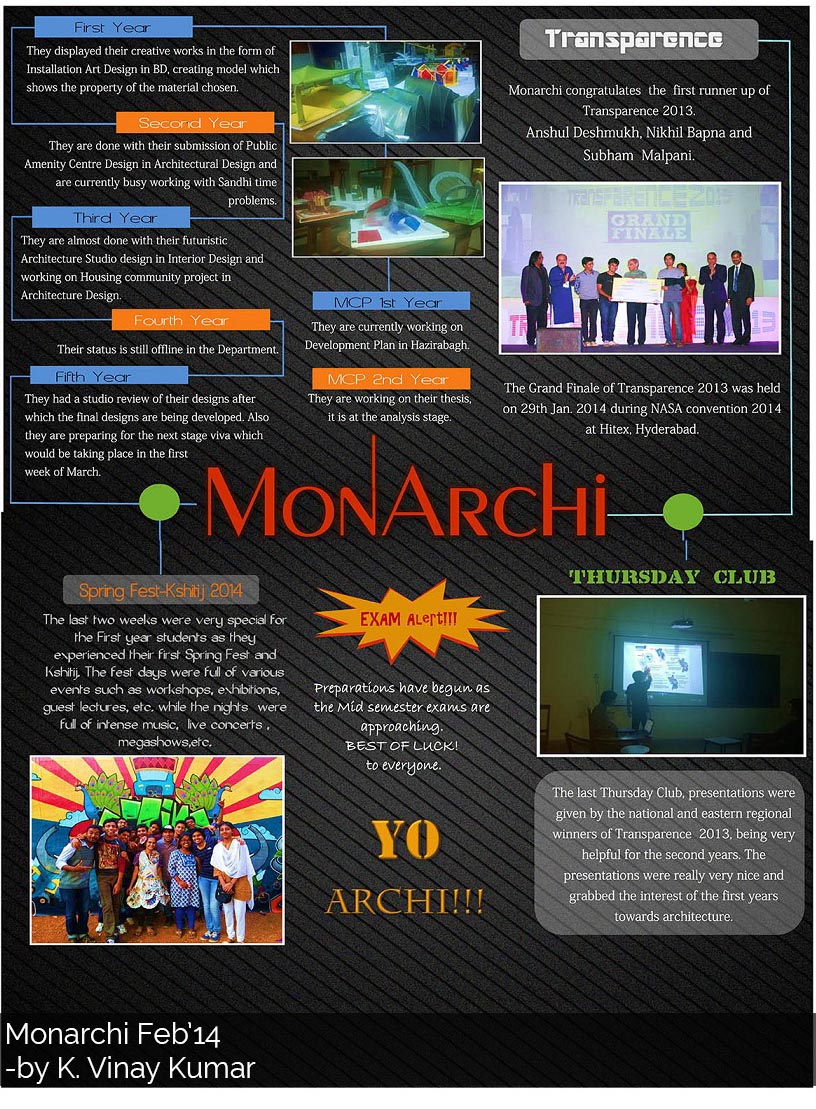 First Year
They displayed their creative works in the form of
Installation Art Design in BD, creating model which
shows the property of the material chosen.
Second Year
They are done with their submission of Public
Amenity Centre Design in Architectural Design and
are currently busy working with Sandhi time
problems.
Third Year
They are almost done with their futuristic
Architecture Studio design in Interior Design and
working on Housing community project in
Architecture Design.
Fourth Year
Their status is still offline in the Department.
Fifth Year
They had a studio review of their designs after
which the final designs are being developed. Also
they are preparing for the next stage viva which
would be taking place in the first
week of March.
MCP 1st Year
They are currently working on
Development Plan in Hazirabagh.
MCP 2nd Year
They are working on their thesis,
it is at the analysis stage.
Transparence
Monarchi congratulates the first runner up of
Transparence 2013.
Anshul Deshmukh, Nikhil Bapna and
Subham Malpani.
TRANSPARENCE2013
GRAND
FINALE
The Grand Finale of Transparence 2013 was held
on 29th Jan. 2014 during NASA convention 2014
at Hitex, Hyderabad.
MonArchi
Spring Fest-Kshitij 2014
The last two weeks were very special for
the First year students as they
experienced their first Spring Fest and
Kshitij. The fest days were full of various
events such as workshops, exhibitions,
guest lectures, etc. while the nights were
full of intense music, live concerts ,
megashows,etc.
EXAM Alert!!!
Preparations have begun as
the Mid semester exams are
approaching.
BEST OF LUCK!
to everyone.
YO
ARCHI!!!
THURSDAY CLUB
The last Thursday Club, presentations were
given by the national and eastern regional
winners of Transparence 2013, being very
helpful for the second years. The
presentations were really very nice and
grabbed the interest of the first years
towards architecture.
Monarchi Feb'14
-by K. Vinay Kumar